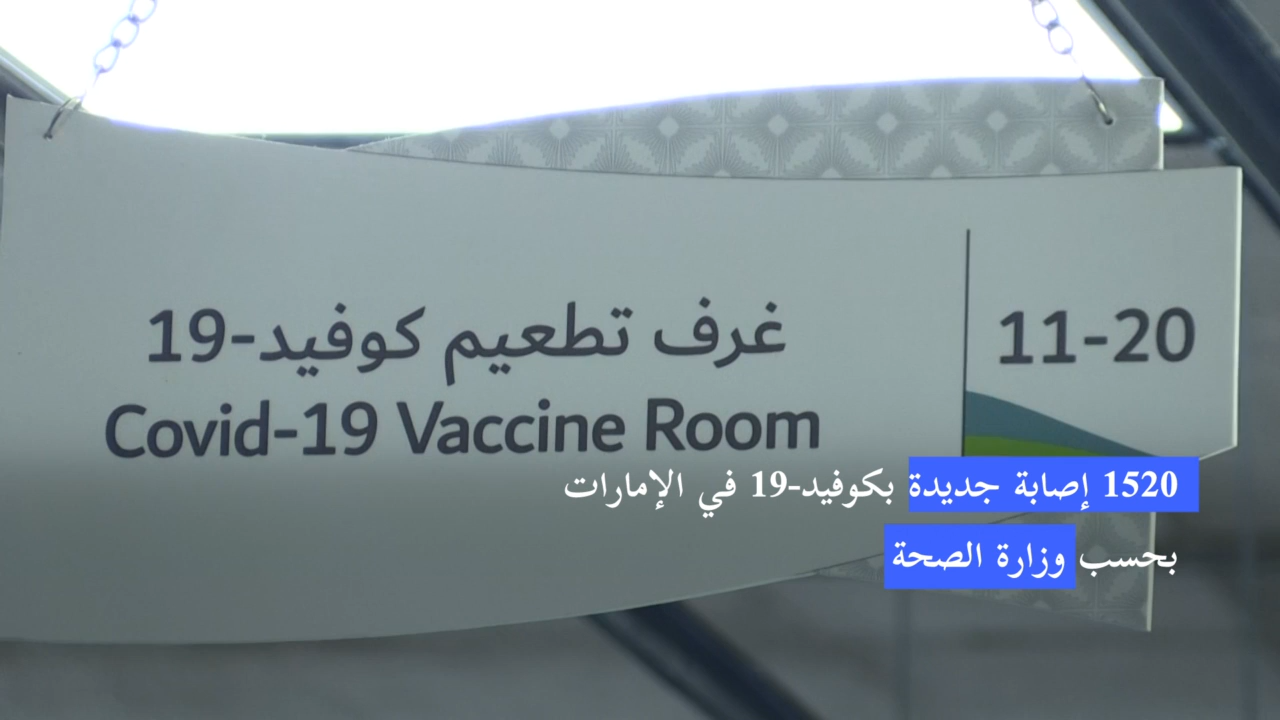 غرف تطعيم كوفيد-19
Covid-19 Vaccine Room
11-20
1520 إصابة جديدة بكوفيد-19 في الإمارات
بحسب وزارة الصحة